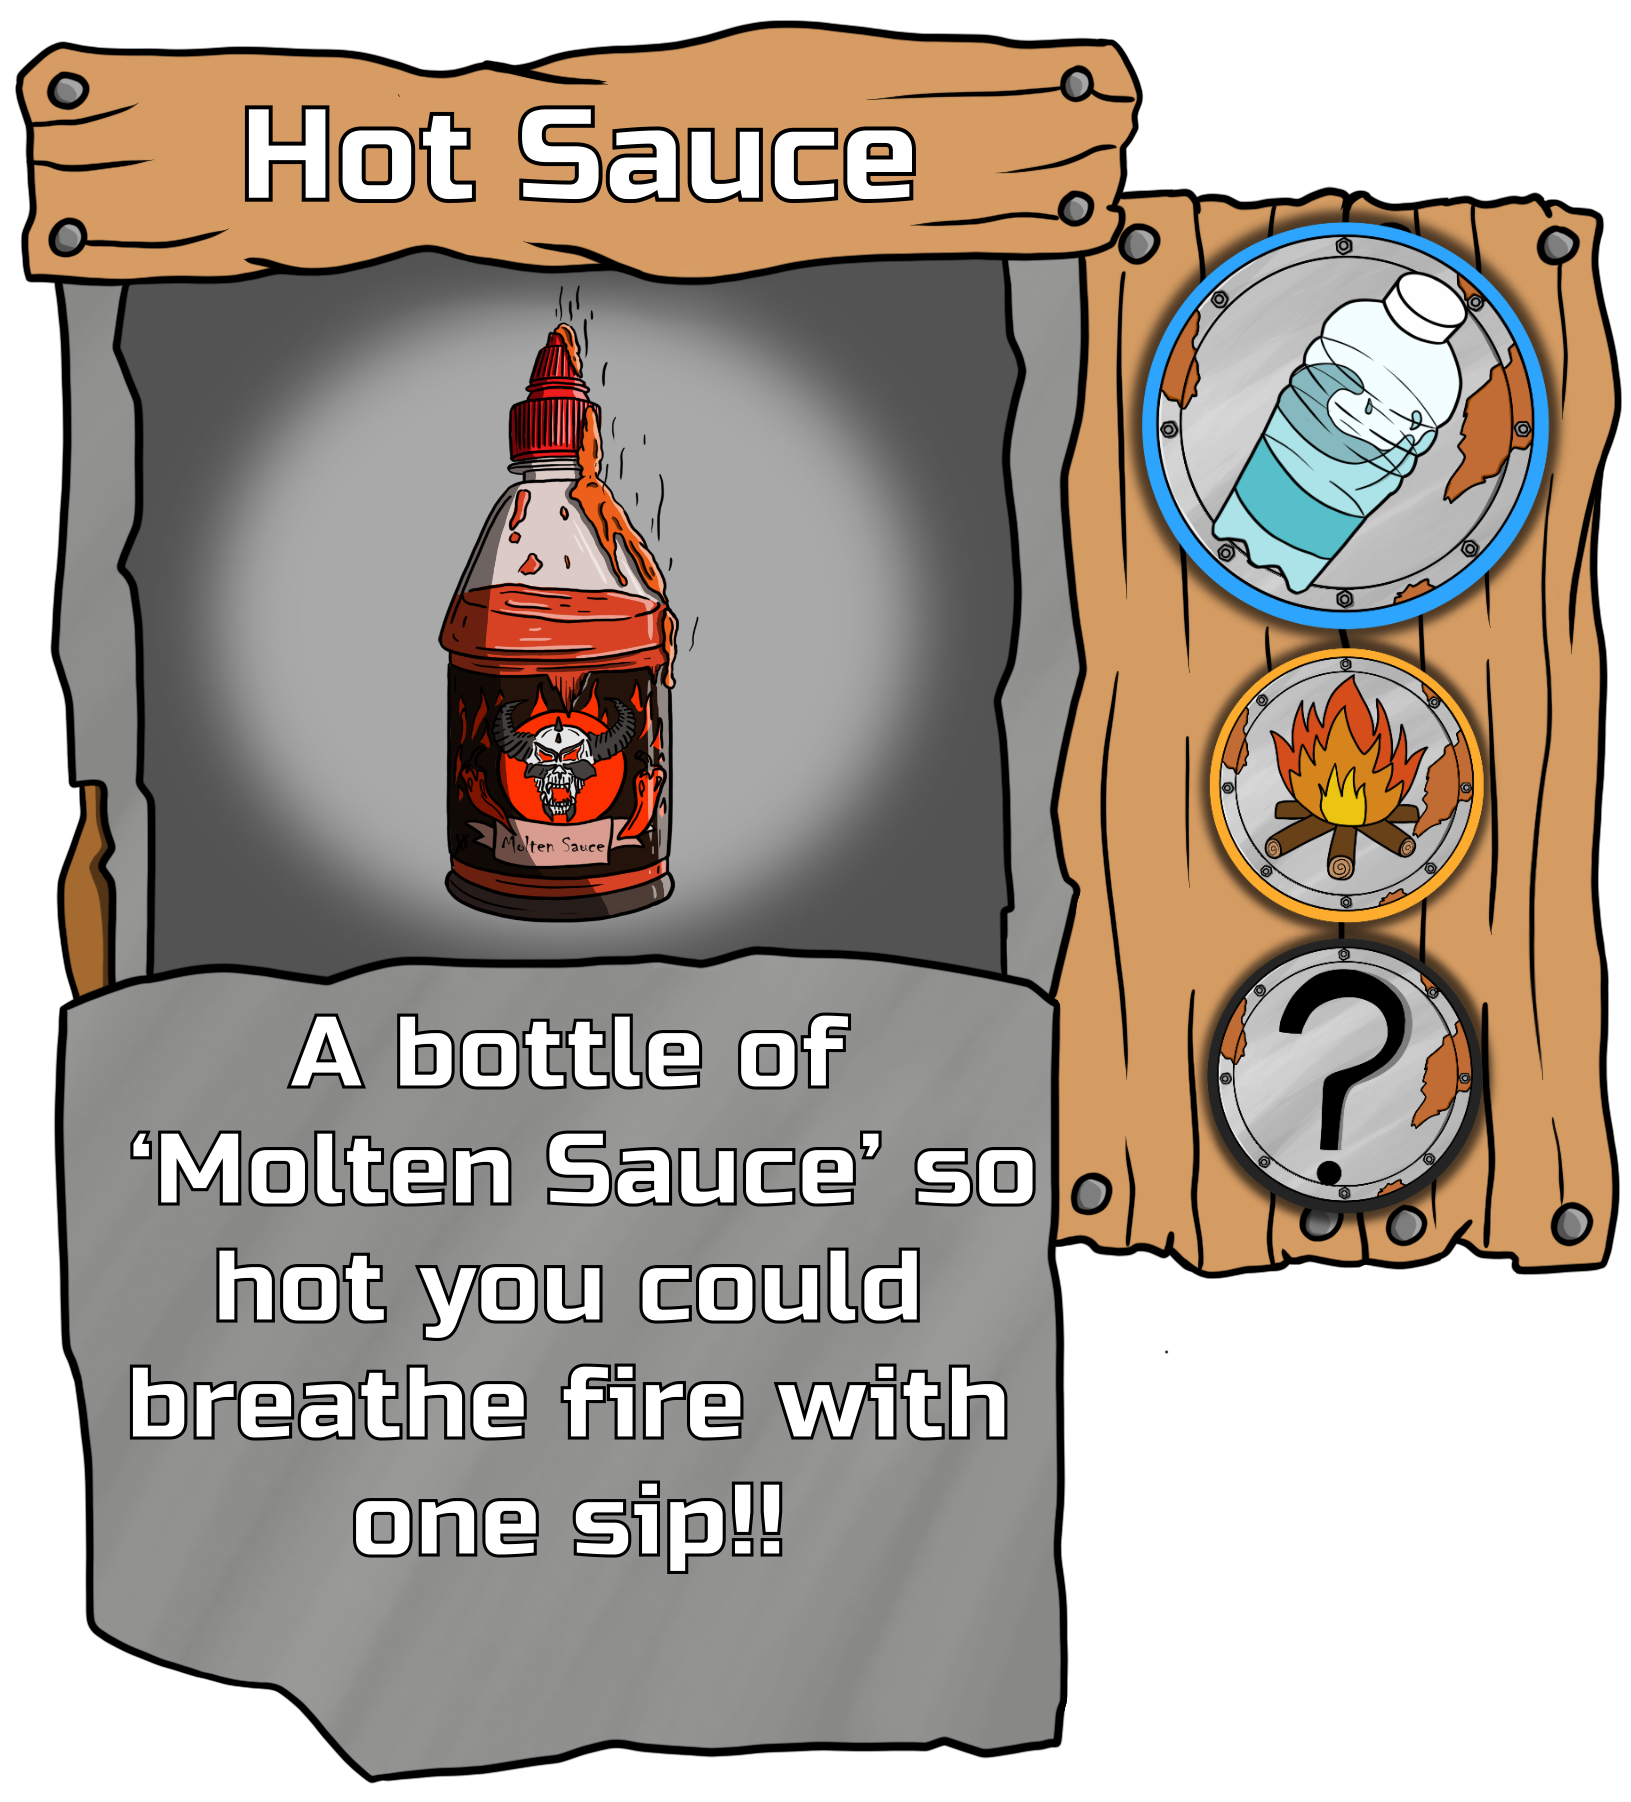 Hot Sauce
Molten Sauce
A bottle of
‘Molten Sauce’ so
hot you could
breathe fire with
one sip!!
?